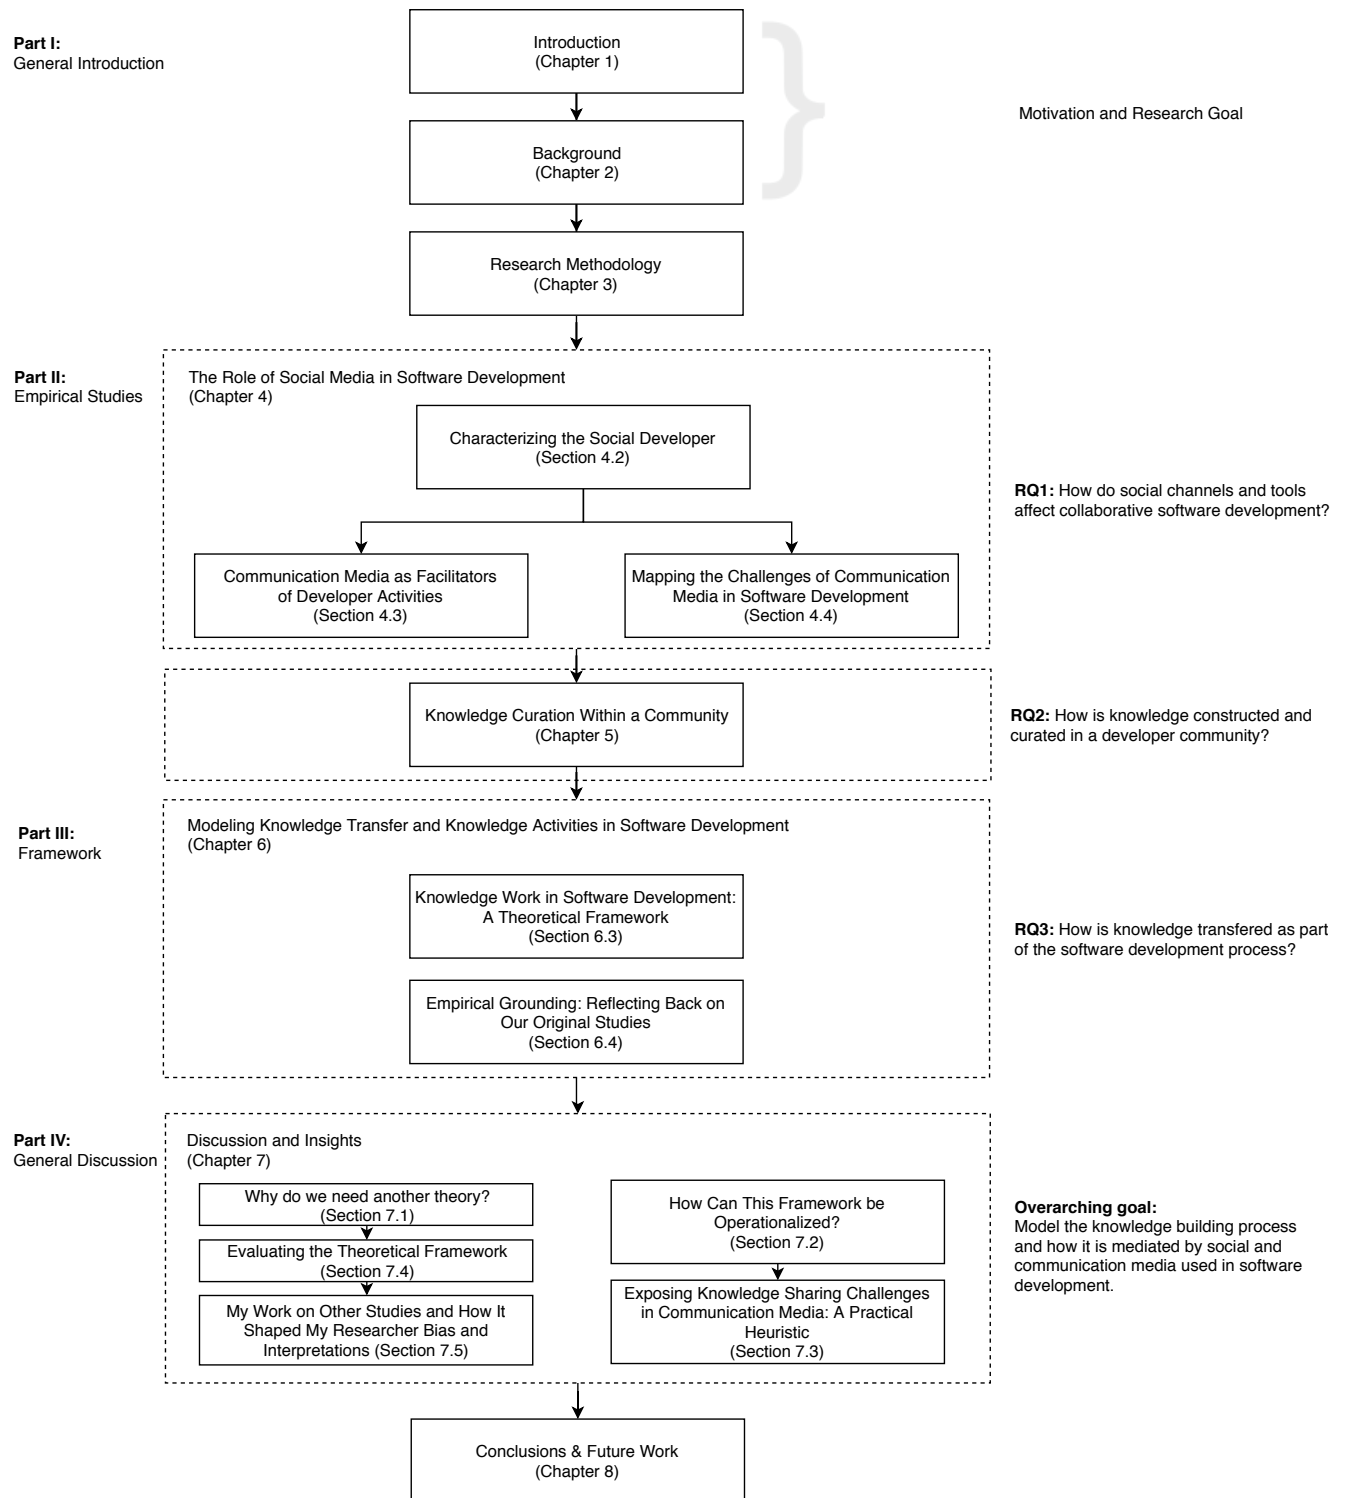 Part I:
General Introduction
Introduction
(Chapter 1)
Motivation and Research Goal
Background
(Chapter 2)
Research Methodology
(Chapter 3)
Part II:
Empirical Studies
The Role of Social Media in Software Development
(Chapter 4)
Characterizing the Social Developer
(Section 4.2)
RQ1: How do social channels and tools
affect collaborative software development?
Communication Media as Facilitators
of Developer Activities
(Section 4.3)
Mapping the Challenges of Communication
Media in Software Development
(Section 4.4)
Knowledge Curation Within a Community
(Chapter 5)
RQ2: How is knowledge constructed and
curated in a developer community?
Part III:
Framework
Modeling Knowledge Transfer and Knowledge Activities in Software Development
(Chapter 6)
Knowledge Work in Software Development:
A Theoretical Framework
(Section 6.3)
RQ3: How is knowledge transfered as part
of the software development process?
Empirical Grounding: Reflecting Back on
Our Original Studies
(Section 6.4)
Part IV:
General Discussion
Discussion and Insights
(Chapter 7)
Why do we need another theory?
(Section 7.1)
Evaluating the Theoretical Framework
(Section 7.4)
My Work on Other Studies and How It
Shaped My Researcher Bias and
Interpretations (Section 7.5)
How Can This Framework be
Operationalized?
(Section 7.2)
Exposing Knowledge Sharing Challenges
in Communication Media: A Practical
Heuristic
(Section 7.3)
Overarching goal:
Model the knowledge building process
and how it is mediated by social and
communication media used in software
development.
Conclusions & Future Work
(Chapter 8)